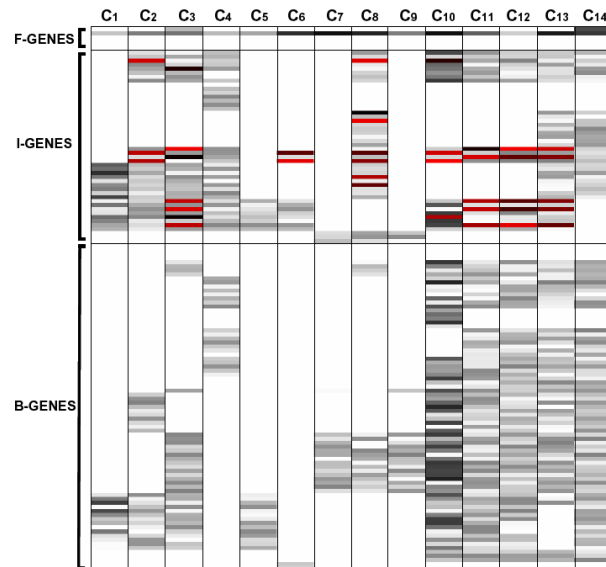 C1 C2 C3 C4 C5 C6 C7 C8 C9 C10 C11 C12 C13 C14
F-GENES
I-GENES
B-GENES